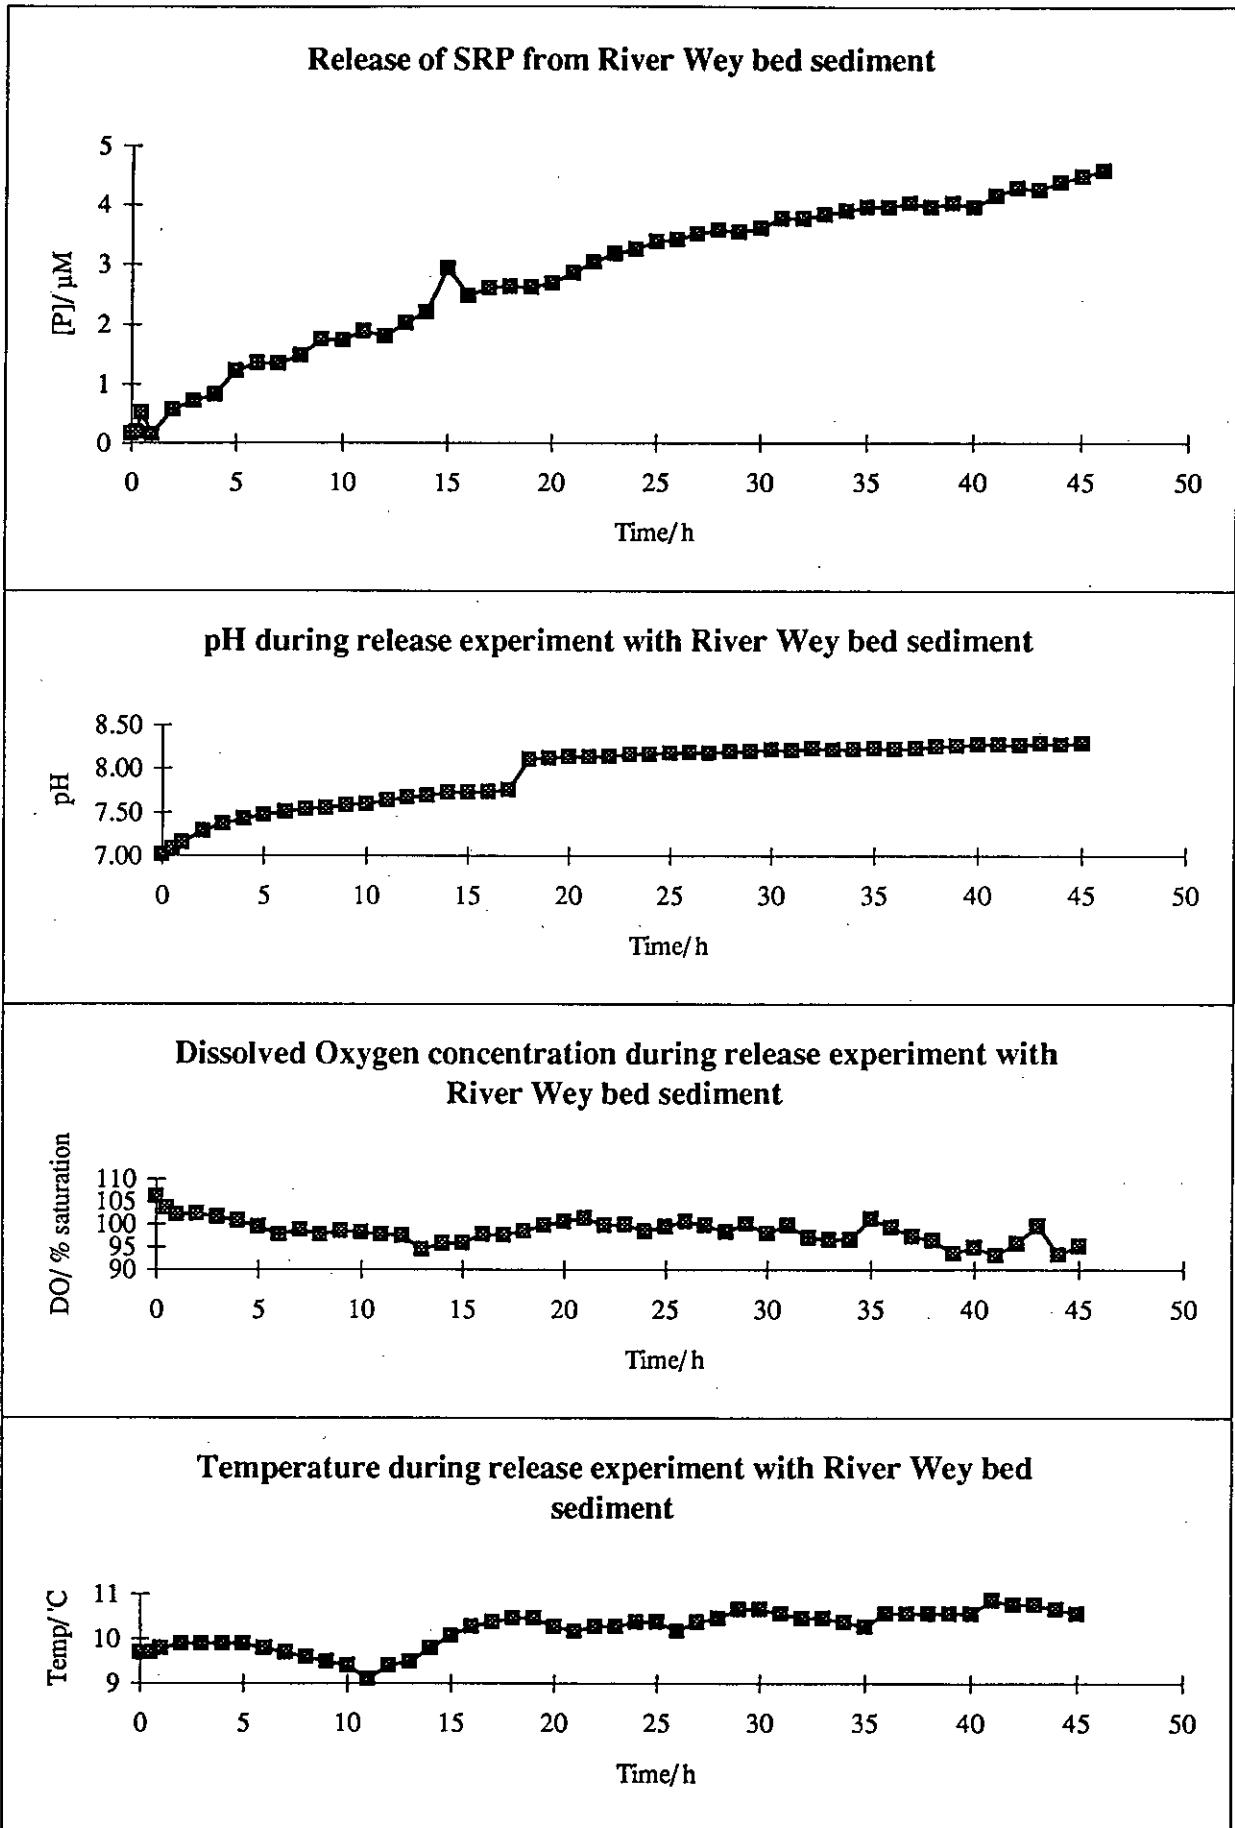 Release of SRP from River Wey bed sediment
5
4
3
2
1
0
[P]/ µM
0 5 10 15 20 25 30 35 40 45 50
Time/ h
pH during release experiment with River Wey bed sediment
8.50
8.00
7.50
7.00
pH
0 5 10 15 20 25 30 35 40 45 50
Time/ h
Dissolved Oxygen concentration during release experiment with
River Wey bed sediment
110
105
100
95
90
DO/ % saturation
0 5 10 15 20 25 30 35 40 45 50
Time/ h
Temperature during release experiment with River Wey bed
sediment
11
10
9
Temp/ 'C
0 5 10 15 20 25 30 35 40 45 50
Time/ h